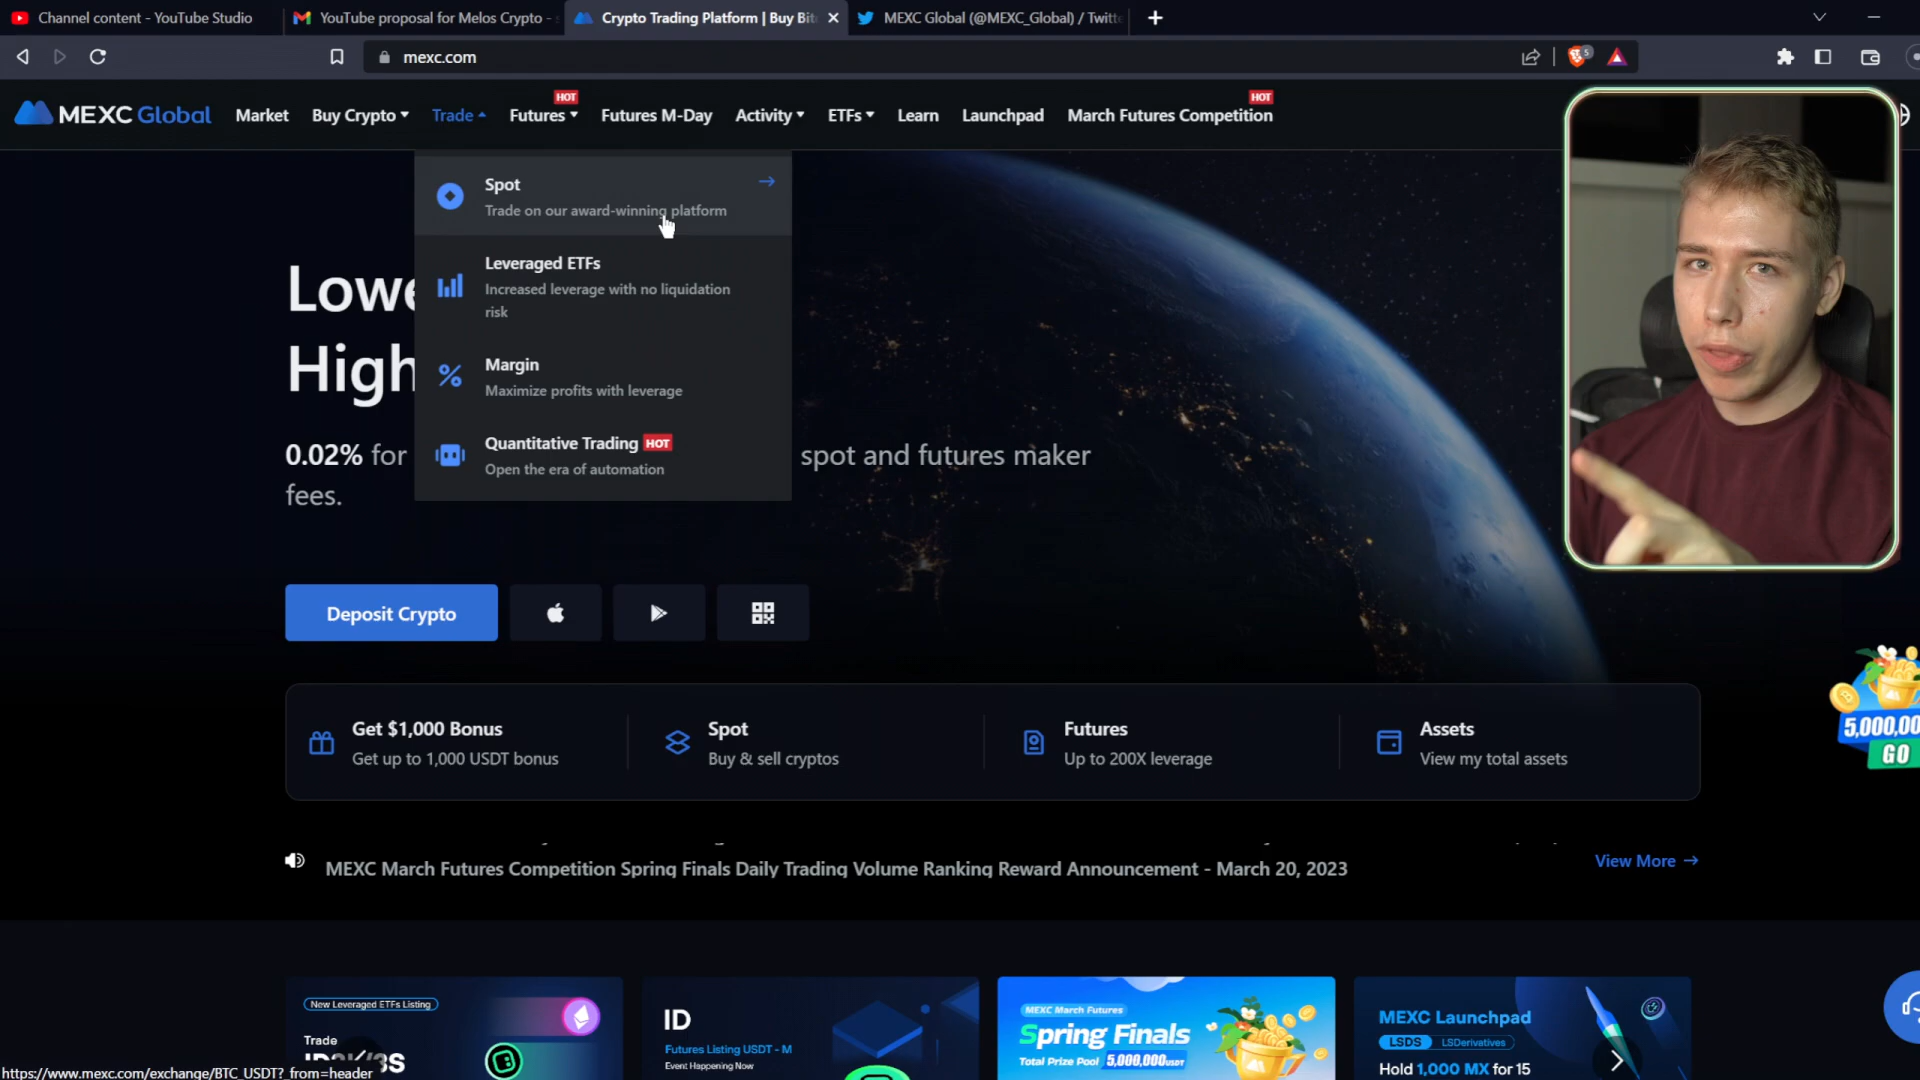 Channel content - YouTube Studio
YouTube proposal for Melos Crypto -
Crypto Trading Platform | Buy Bit
MEXC Global (@MEXC_Global) / Twitte
mexc.com
5
MEXC Global
Market
Buy Crypto
Trade
Futures
HOT
Futures M-Day
Activity
ETFs
Learn
Launchpad
March Futures Competition
HOT
Spot
Trade on our award-winning platform
Leveraged ETFs
Increased leverage with no liquidation
risk
Margin
Maximize profits with leverage
Quantitative Trading HOT
Open the era of automation
Lowe
High
0.02% for
spot and futures maker
fees.
Deposit Crypto
Get $1,000 Bonus
Get up to 1,000 USDT bonus
Spot
Buy & sell cryptos
Futures
Up to 200X leverage
Assets
View my total assets
5,000,00
GO
MEXC March Futures Competition Spring Finals Daily Trading Volume Ranking Reward Announcement - March 20, 2023
View More
New Leveraged ETFs Listing
Trade
ID
Futures Listing USDT - M
Event Happening Now
MEXC March Futures
Spring Finals
Total Prize Pool 5,000,000USDT
MEXC Launchpad
LSDS LSDerivatives
Hold 1,000 MX for 15
https://www.mexc.com/exchange/BTC_USDT?_from=header